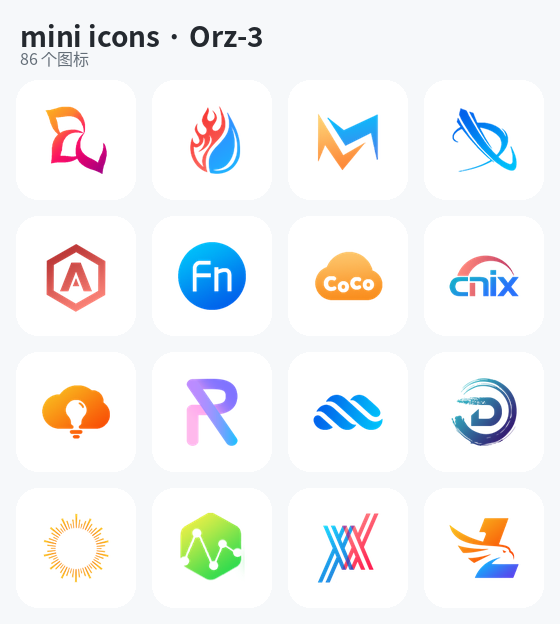 mini icons · Orz-3
86 个图标
A
Fn
CoCo
cnix
R
D